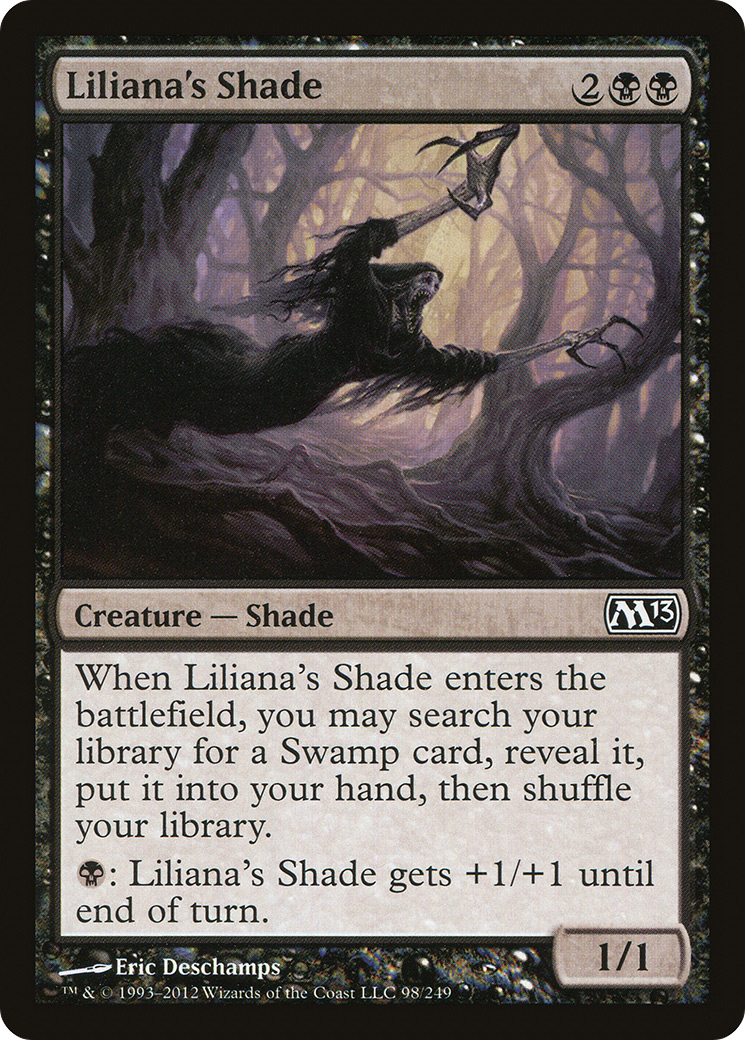 Liliana's Shade 2
Creature — Shade M13
When Liliana's Shade enters the
battlefield, you may search your
library for a Swamp card, reveal it,
put it into your hand, then shuffle
your library.
: Liliana's Shade gets +1/+1 until
end of turn.
1/1
Eric Deschamps
™ & © 1993–2012 Wizards of the Coast LLC 98/249